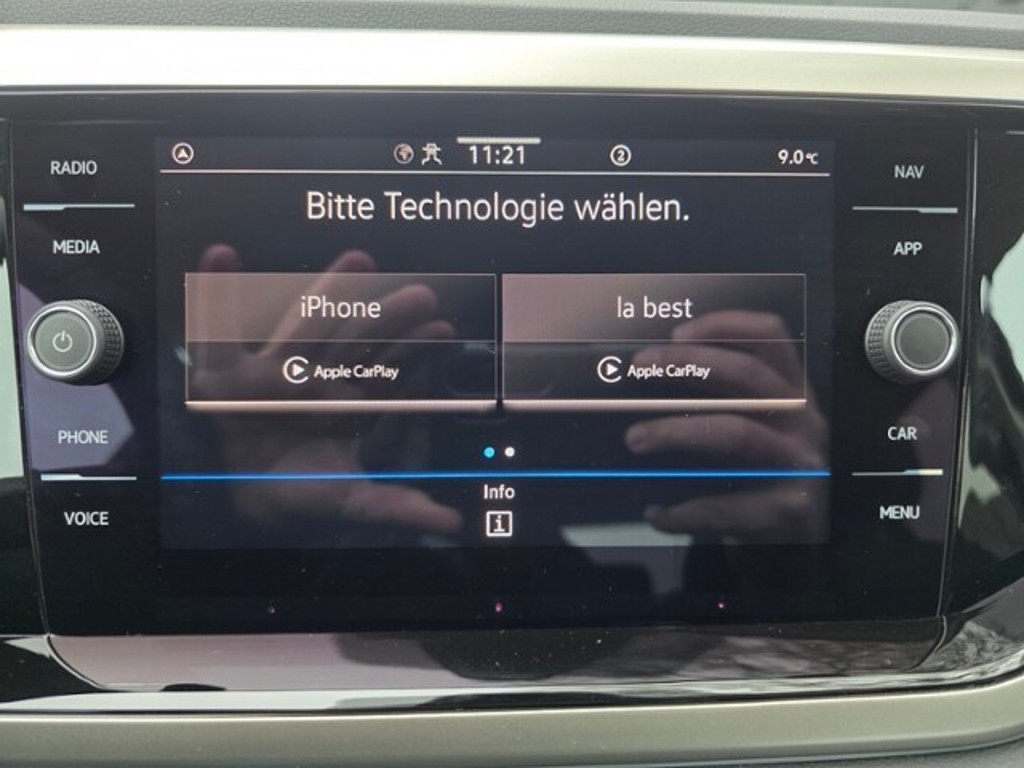 RADIO
MEDIA
PHONE
VOICE
11:21
2
9.0°C
Bitte Technologie wählen.
iPhone
Apple CarPlay
la best
Apple CarPlay
Info
i
NAV
APP
CAR
MENU